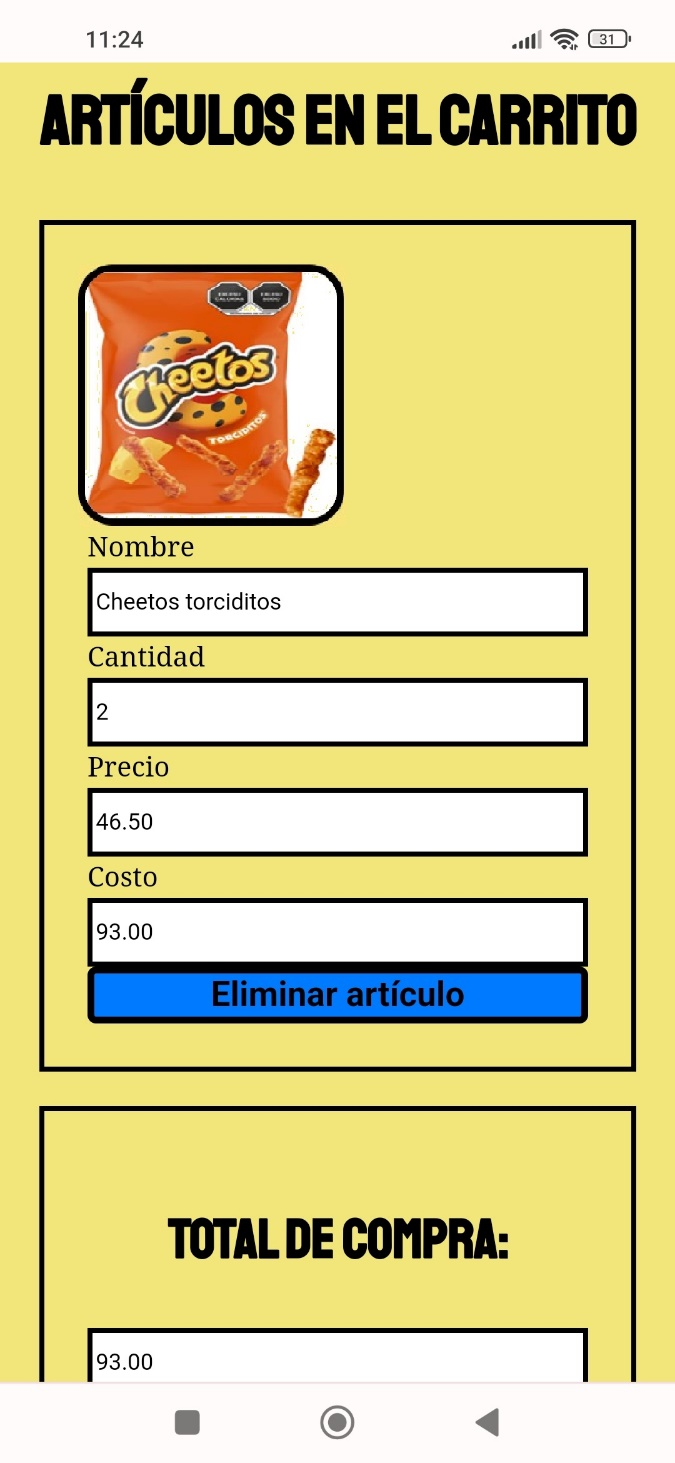 11:24
31
ARTÍCULOS EN EL CARRITO
Cheetos
TORCIDITOS
Nombre
Cheetos torciditos
Cantidad
2
Precio
46.50
Costo
93.00
Eliminar artículo
TOTAL DE COMPRA:
93.00